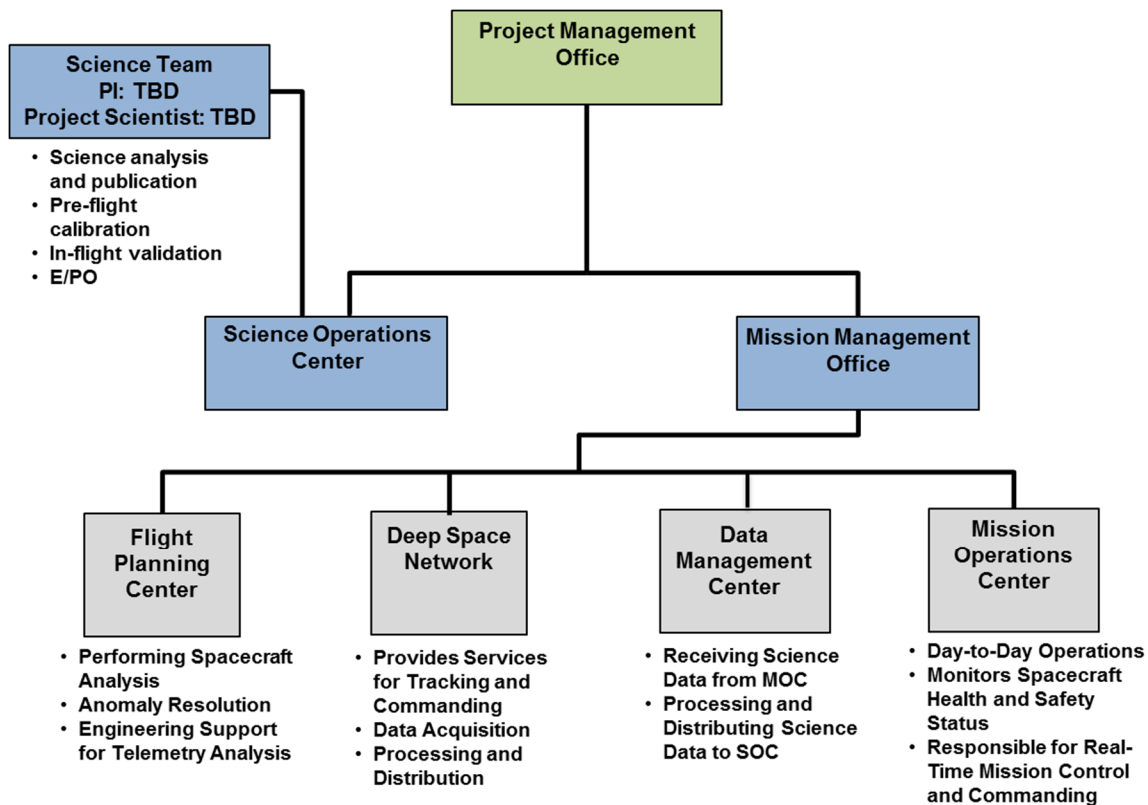 Project Management
Office
Science Team
PI: TBD
Project Scientist: TBD
• Science analysis
and publication
• Pre-flight
calibration
• In-flight validation
• E/PO
Science Operations
Center
Mission Management
Office
Flight
Planning
Center
• Performing Spacecraft
Analysis
• Anomaly Resolution
• Engineering Support
for Telemetry Analysis
Deep Space
Network
• Provides Services
for Tracking and
Commanding
• Data Acquisition
• Processing and
Distribution
Data
Management
Center
• Receiving Science
Data from MOC
• Processing and
Distributing Science
Data to SOC
Mission
Operations
Center
• Day-to-Day Operations
• Monitors Spacecraft
Health and Safety
Status
• Responsible for Real-
Time Mission Control
and Commanding